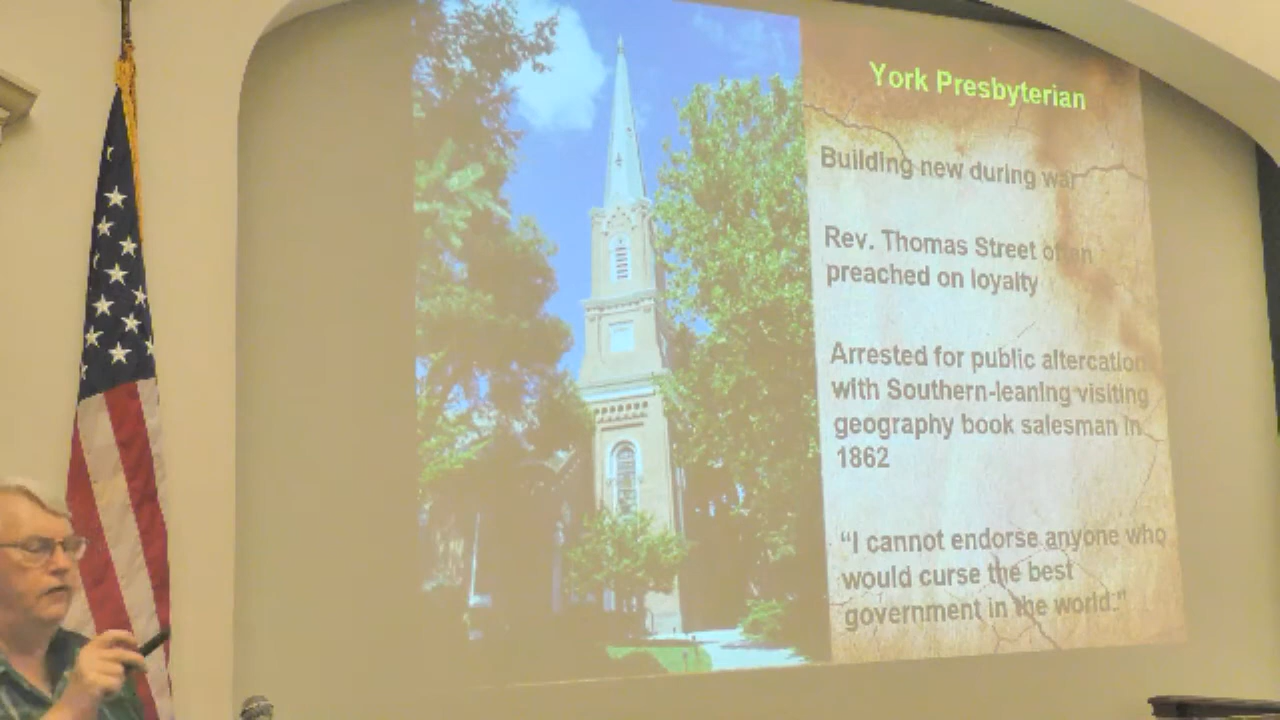 York Presbyterian
Building new during war
Rev. Thomas Street often
preached on loyalty
Arrested for public altercation
with Southern-leaning visiting
geography book salesman in
1862
“I cannot endorse anyone who
would curse the best
government in the world.”